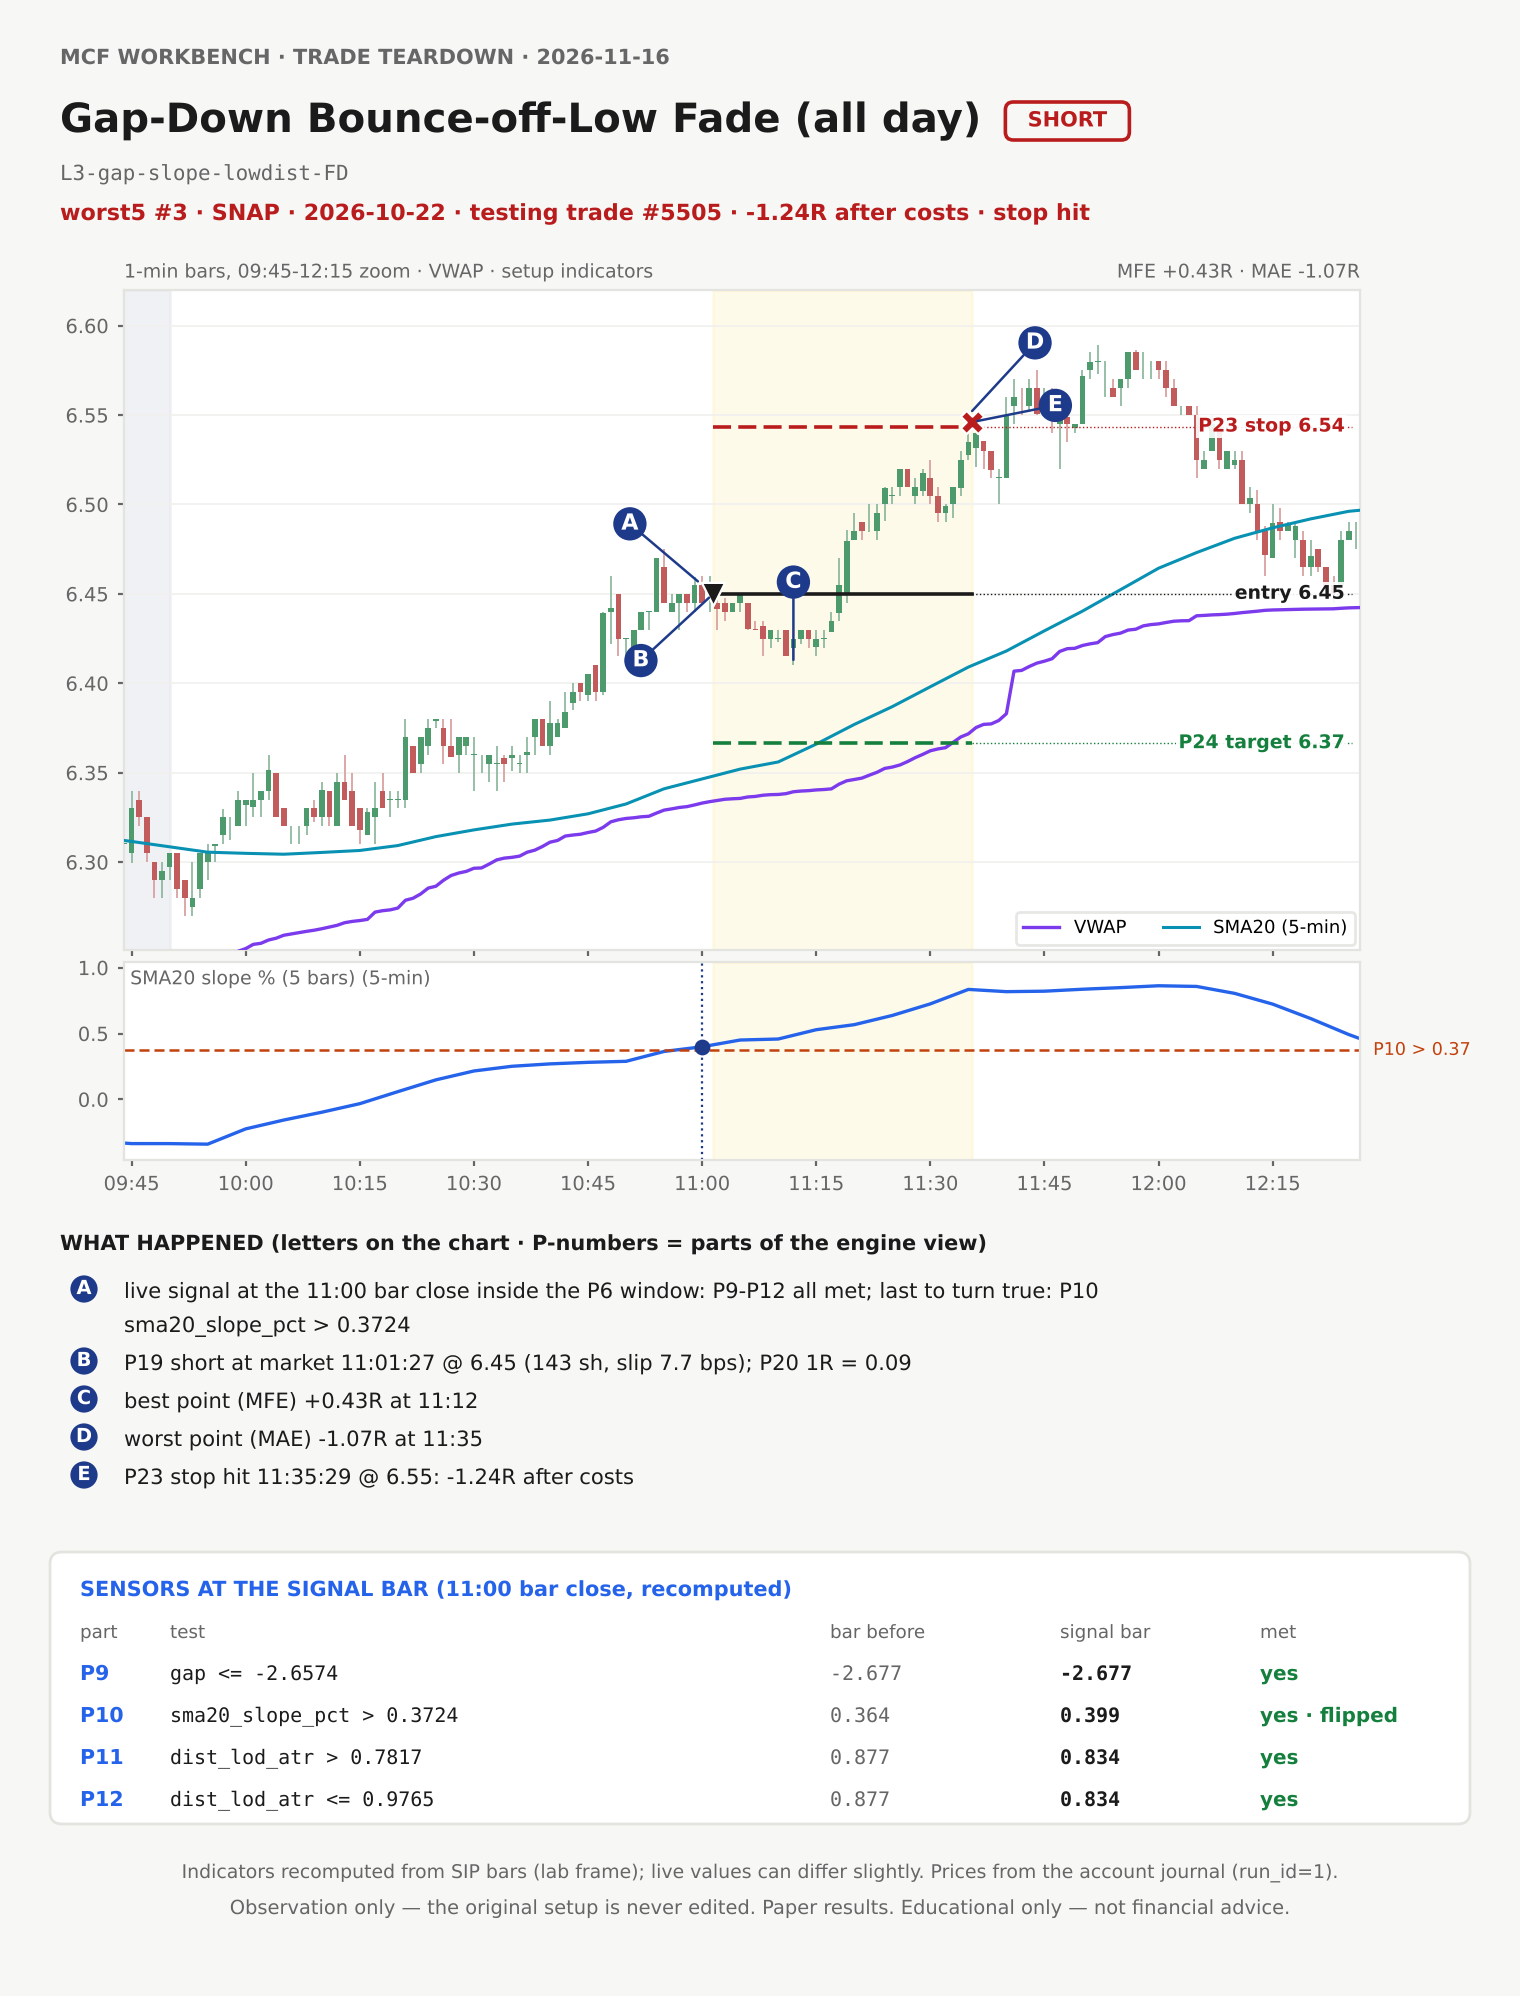 MCF WORKBENCH · TRADE TEARDOWN · 2026-11-16
Gap-Down Bounce-off-Low Fade (all day) SHORT
L3-gap-slope-lowdist-FD
worst5 #3 · SNAP · 2026-10-22 · testing trade #5505 · -1.24R after costs · stop hit
1-min bars, 09:45-12:15 zoom · VWAP · setup indicators MFE +0.43R · MAE -1.07R
6.60
D
6.55
E
P23 stop 6.54
6.50
A
C
6.45
entry 6.45
B
6.40
P24 target 6.37
6.35
6.30
VWAP SMA20 (5-min)
1.0
SMA20 slope % (5 bars) (5-min)
0.5
P10 > 0.37
0.0
09:45 10:00 10:15 10:30 10:45 11:00 11:15 11:30 11:45 12:00 12:15
WHAT HAPPENED (letters on the chart · P-numbers = parts of the engine view)
A live signal at the 11:00 bar close inside the P6 window: P9-P12 all met; last to turn true: P10
sma20_slope_pct > 0.3724
B P19 short at market 11:01:27 @ 6.45 (143 sh, slip 7.7 bps); P20 1R = 0.09
C best point (MFE) +0.43R at 11:12
D worst point (MAE) -1.07R at 11:35
E P23 stop hit 11:35:29 @ 6.55: -1.24R after costs
SENSORS AT THE SIGNAL BAR (11:00 bar close, recomputed)
part test bar before signal bar met
P9 gap <= -2.6574 -2.677 -2.677 yes
P10 sma20_slope_pct > 0.3724 0.364 0.399 yes · flipped
P11 dist_lod_atr > 0.7817 0.877 0.834 yes
P12 dist_lod_atr <= 0.9765 0.877 0.834 yes
Indicators recomputed from SIP bars (lab frame); live values can differ slightly. Prices from the account journal (run_id=1).
Observation only — the original setup is never edited. Paper results. Educational only — not financial advice.